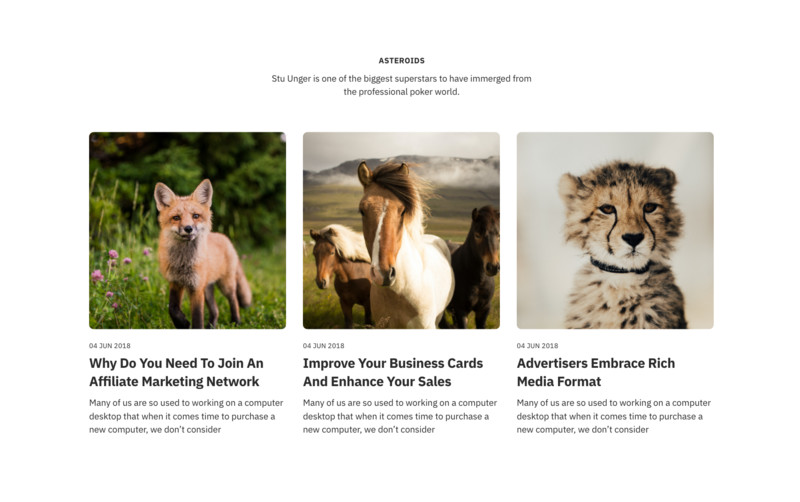 ASTEROIDS
Stu Unger is one of the biggest superstars to have immerged from
the professional poker world.
04 JUN 2018
Why Do You Need To Join An
Affiliate Marketing Network
Many of us are so used to working on a computer
desktop that when it comes time to purchase a
new computer, we don’t consider
04 JUN 2018
Improve Your Business Cards
And Enhance Your Sales
Many of us are so used to working on a computer
desktop that when it comes time to purchase a
new computer, we don’t consider
04 JUN 2018
Advertisers Embrace Rich
Media Format
Many of us are so used to working on a computer
desktop that when it comes time to purchase a
new computer, we don’t consider